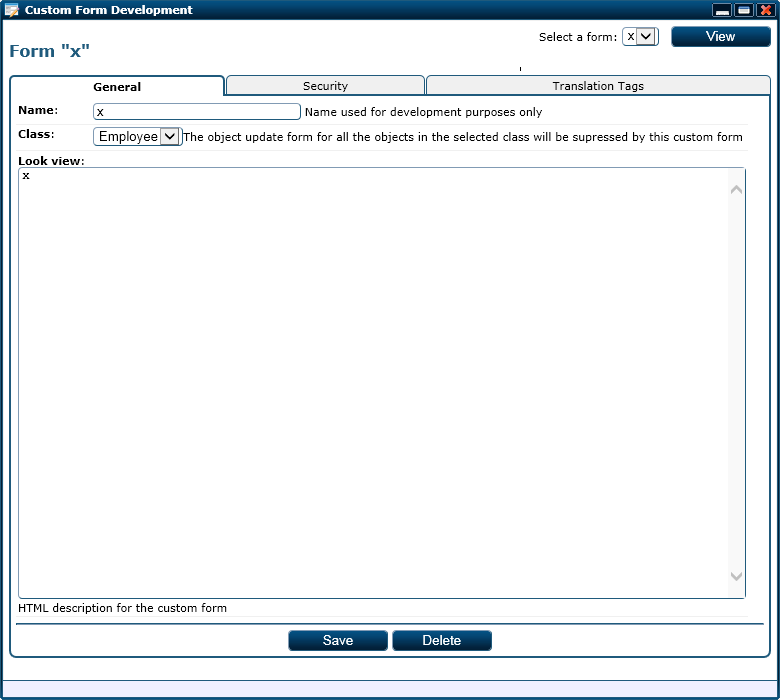 Custom Form Development
Select a form: x View
Form "x"
General Security Translation Tags
Name: x Name used for development purposes only
Class: Employee The object update form for all the objects in the selected class will be supressed by this custom form
Look view:
x
HTML description for the custom form
Save Delete